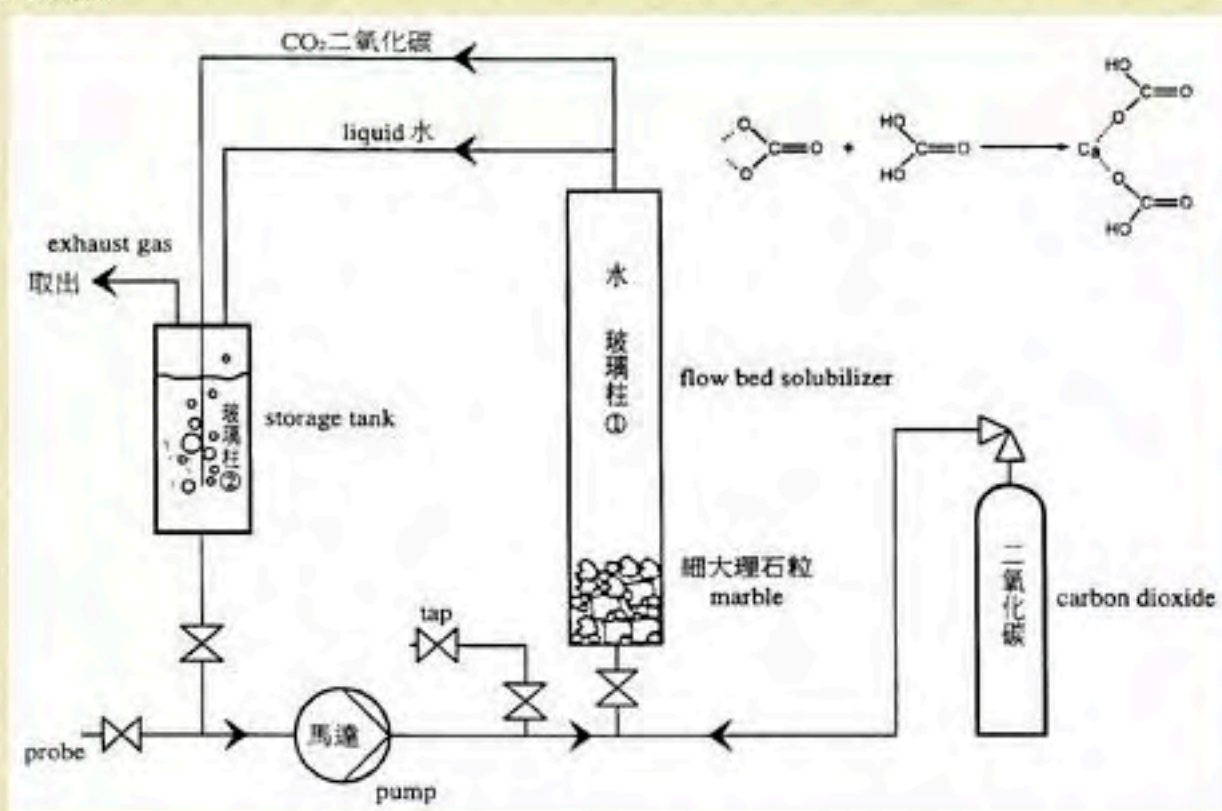 CO₂二氧化碳
liquid 水
HO
O
C=O
O
+
HO
C=O
HO
Ca
O
C=O
O
C=O
HO
exhaust gas
取出
水
玻璃柱①
flow bed solubilizer
玻璃柱②
storage tank
細大理石粒
marble
二氧化碳
carbon dioxide
tap
probe
馬達
pump